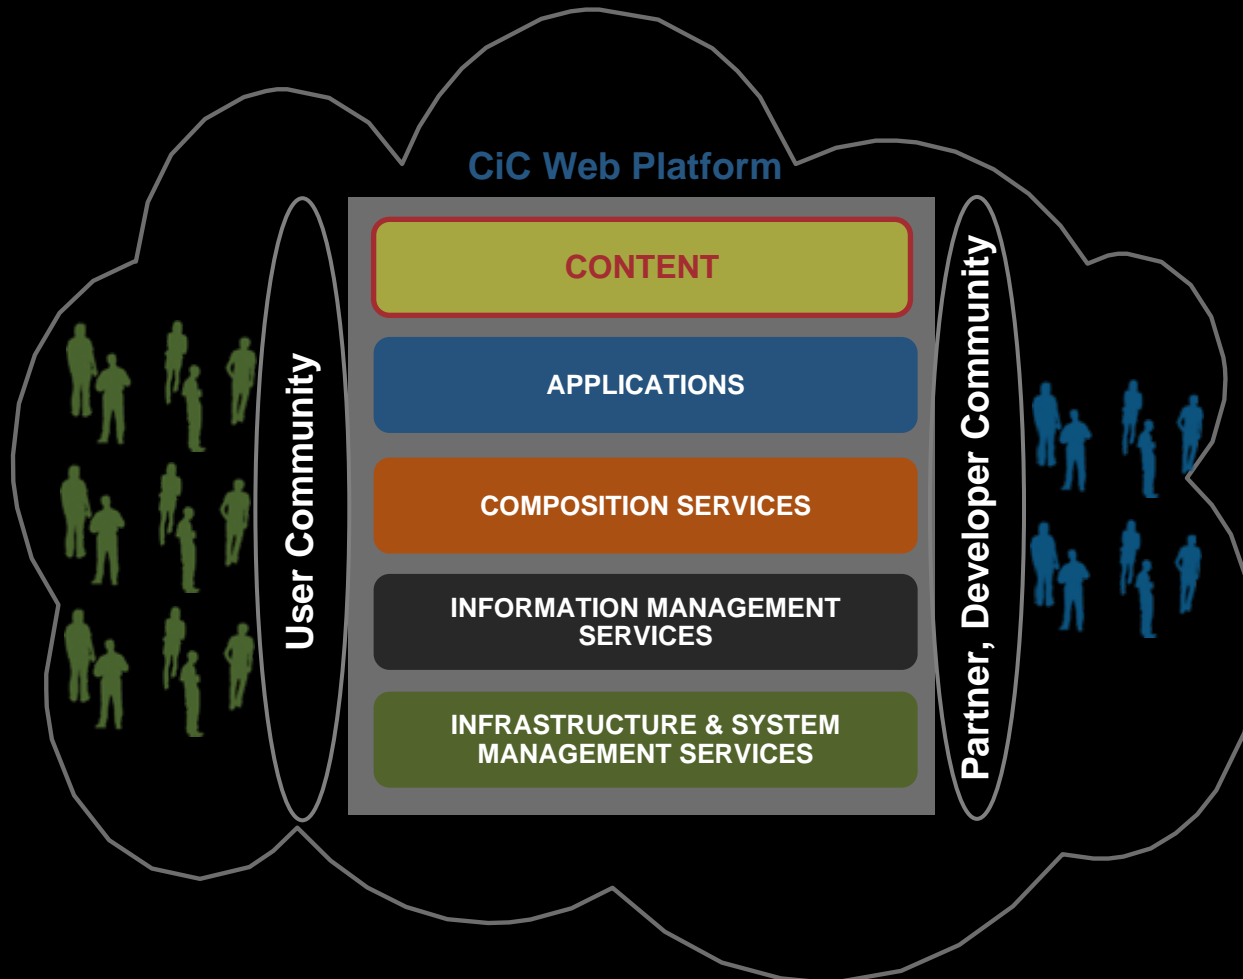 CiC Web Platform
CONTENT
APPLICATIONS
COMPOSITION SERVICES
INFORMATION MANAGEMENT
SERVICES
INFRASTRUCTURE & SYSTEM
MANAGEMENT SERVICES
User Community
Partner, Developer Community